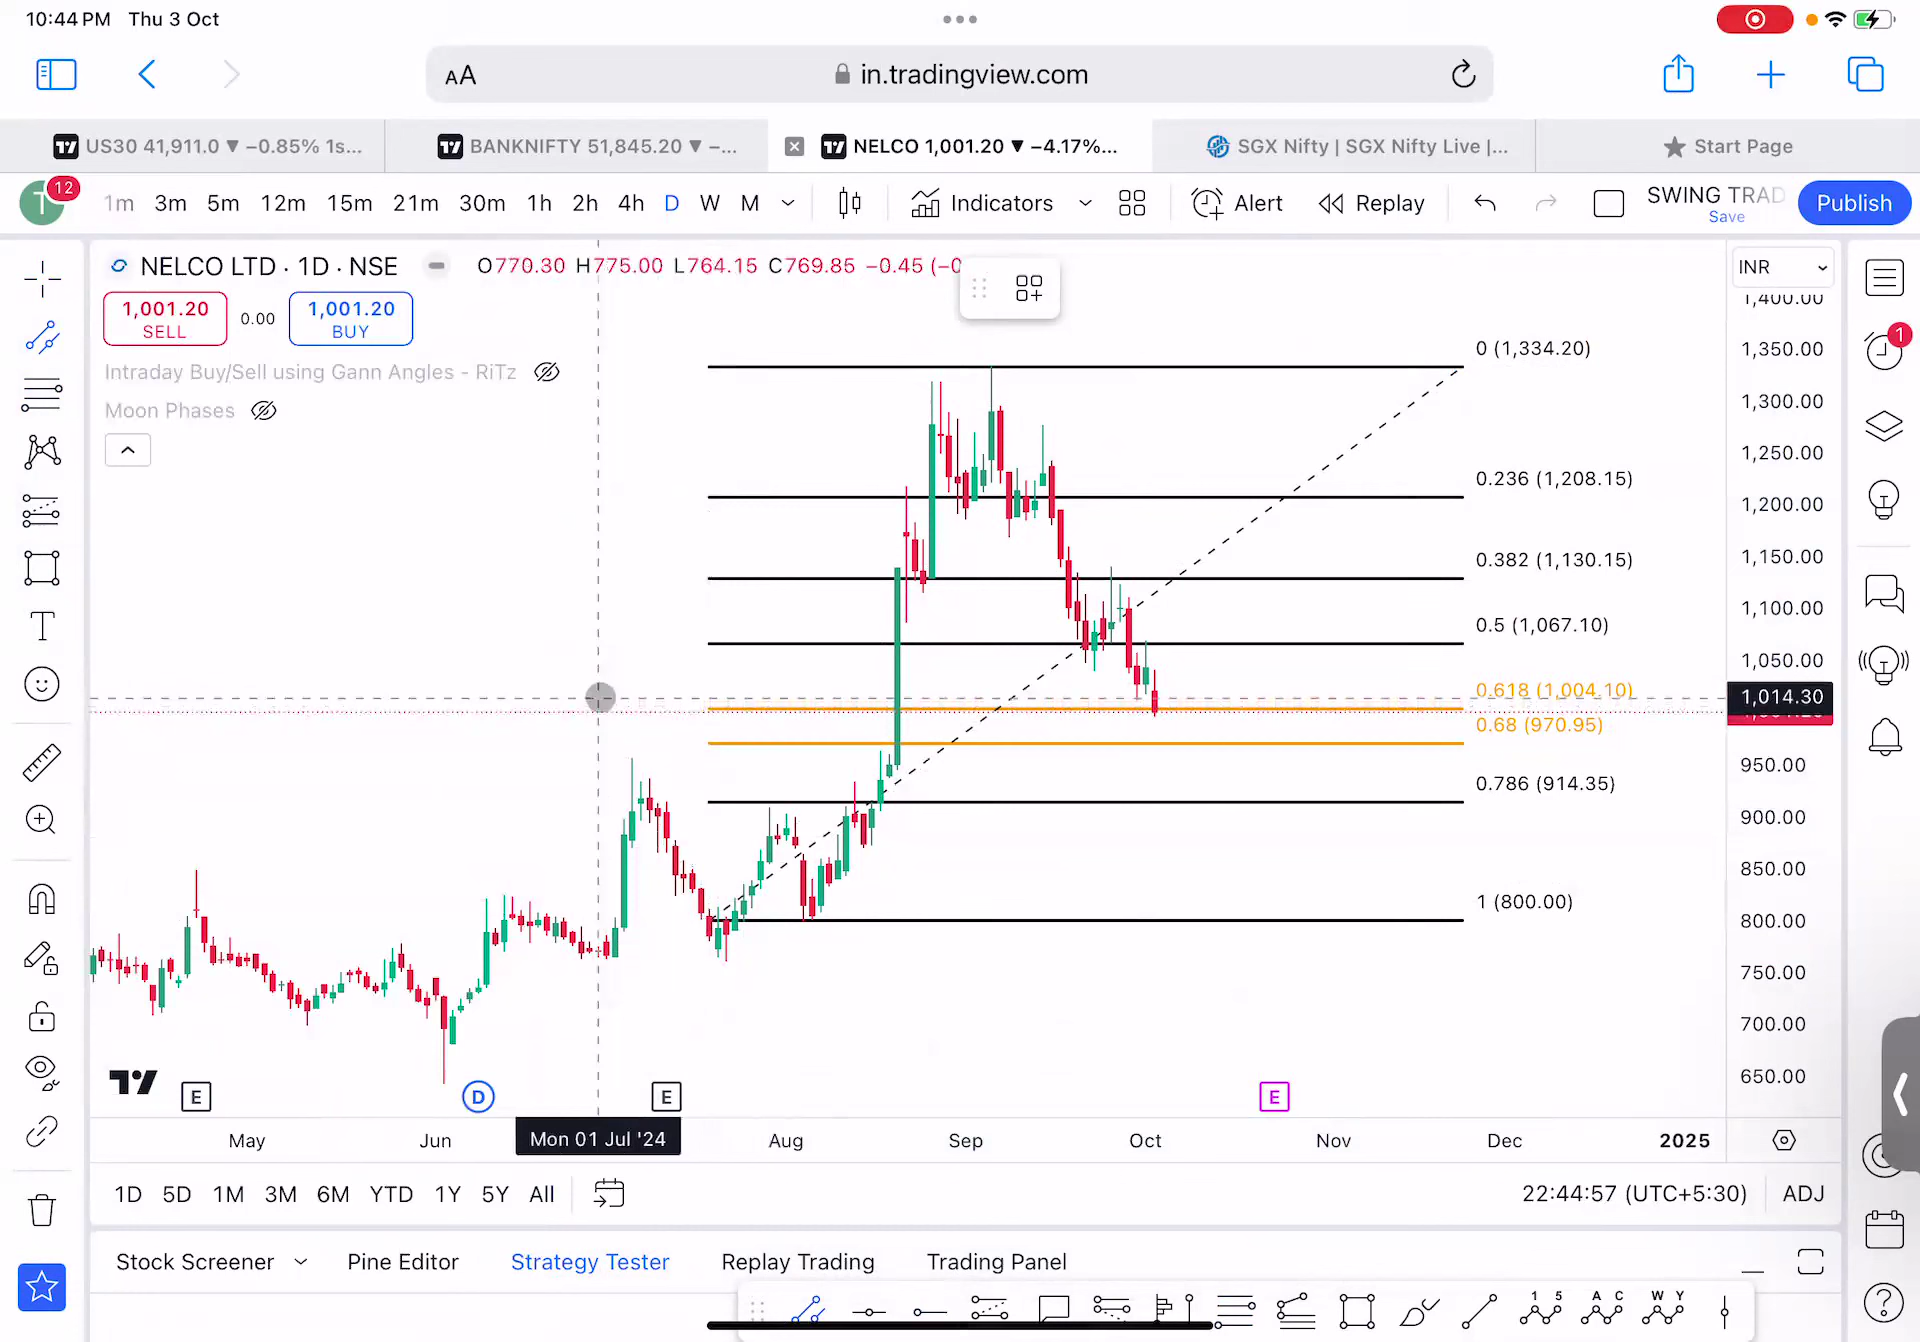 10:44 PM Thu 3 Oct
AA in.tradingview.com
US30 41,911.0 ▼ −0.85% 1s...
BANKNIFTY 51,845.20 ▼ −...
NELCO 1,001.20 ▼ −4.17%...
SGX Nifty | SGX Nifty Live |...
Start Page
T 12 1m 3m 5m 12m 15m 21m 30m 1h 2h 4h D W M Indicators Alert Replay SWING TRAD Save Publish
NELCO LTD · 1D · NSE O770.30 H775.00 L764.15 C769.85 −0.45 (−0
INR
1,001.20 SELL 0.00 1,001.20 BUY
Intraday Buy/Sell using Gann Angles - RiTz
Moon Phases
0 (1,334.20)
0.236 (1,208.15)
0.382 (1,130.15)
0.5 (1,067.10)
0.618 (1,004.10)
0.68 (970.95)
0.786 (914.35)
1 (800.00)
1,400.00
1,350.00
1,300.00
1,250.00
1,200.00
1,150.00
1,100.00
1,050.00
1,014.30
950.00
900.00
850.00
800.00
750.00
700.00
650.00
1
E D E E
May Jun Mon 01 Jul '24 Aug Sep Oct Nov Dec 2025
1D 5D 1M 3M 6M YTD 1Y 5Y All 22:44:57 (UTC+5:30) ADJ
Stock Screener Pine Editor Strategy Tester Replay Trading Trading Panel
1 5 A C W Y